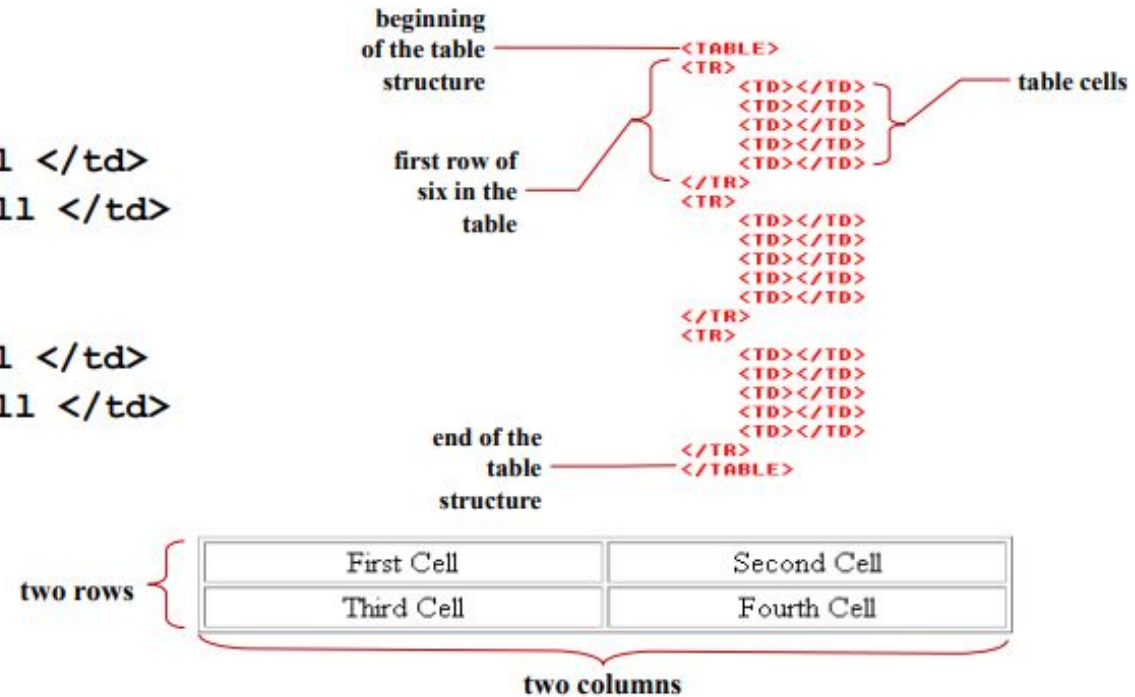 l </td>
ll </td>
l </td>
ll </td>
beginning
of the table
structure
first row of
six in the
table
end of the
table
structure
<TABLE>
<TR>
<TD></TD>
<TD></TD>
<TD></TD>
<TD></TD>
<TD></TD>
</TR>
<TR>
<TD></TD>
<TD></TD>
<TD></TD>
<TD></TD>
<TD></TD>
</TR>
<TR>
<TD></TD>
<TD></TD>
<TD></TD>
<TD></TD>
<TD></TD>
</TR>
</TABLE>
table cells
two rows
First Cell Second Cell
Third Cell Fourth Cell
two columns